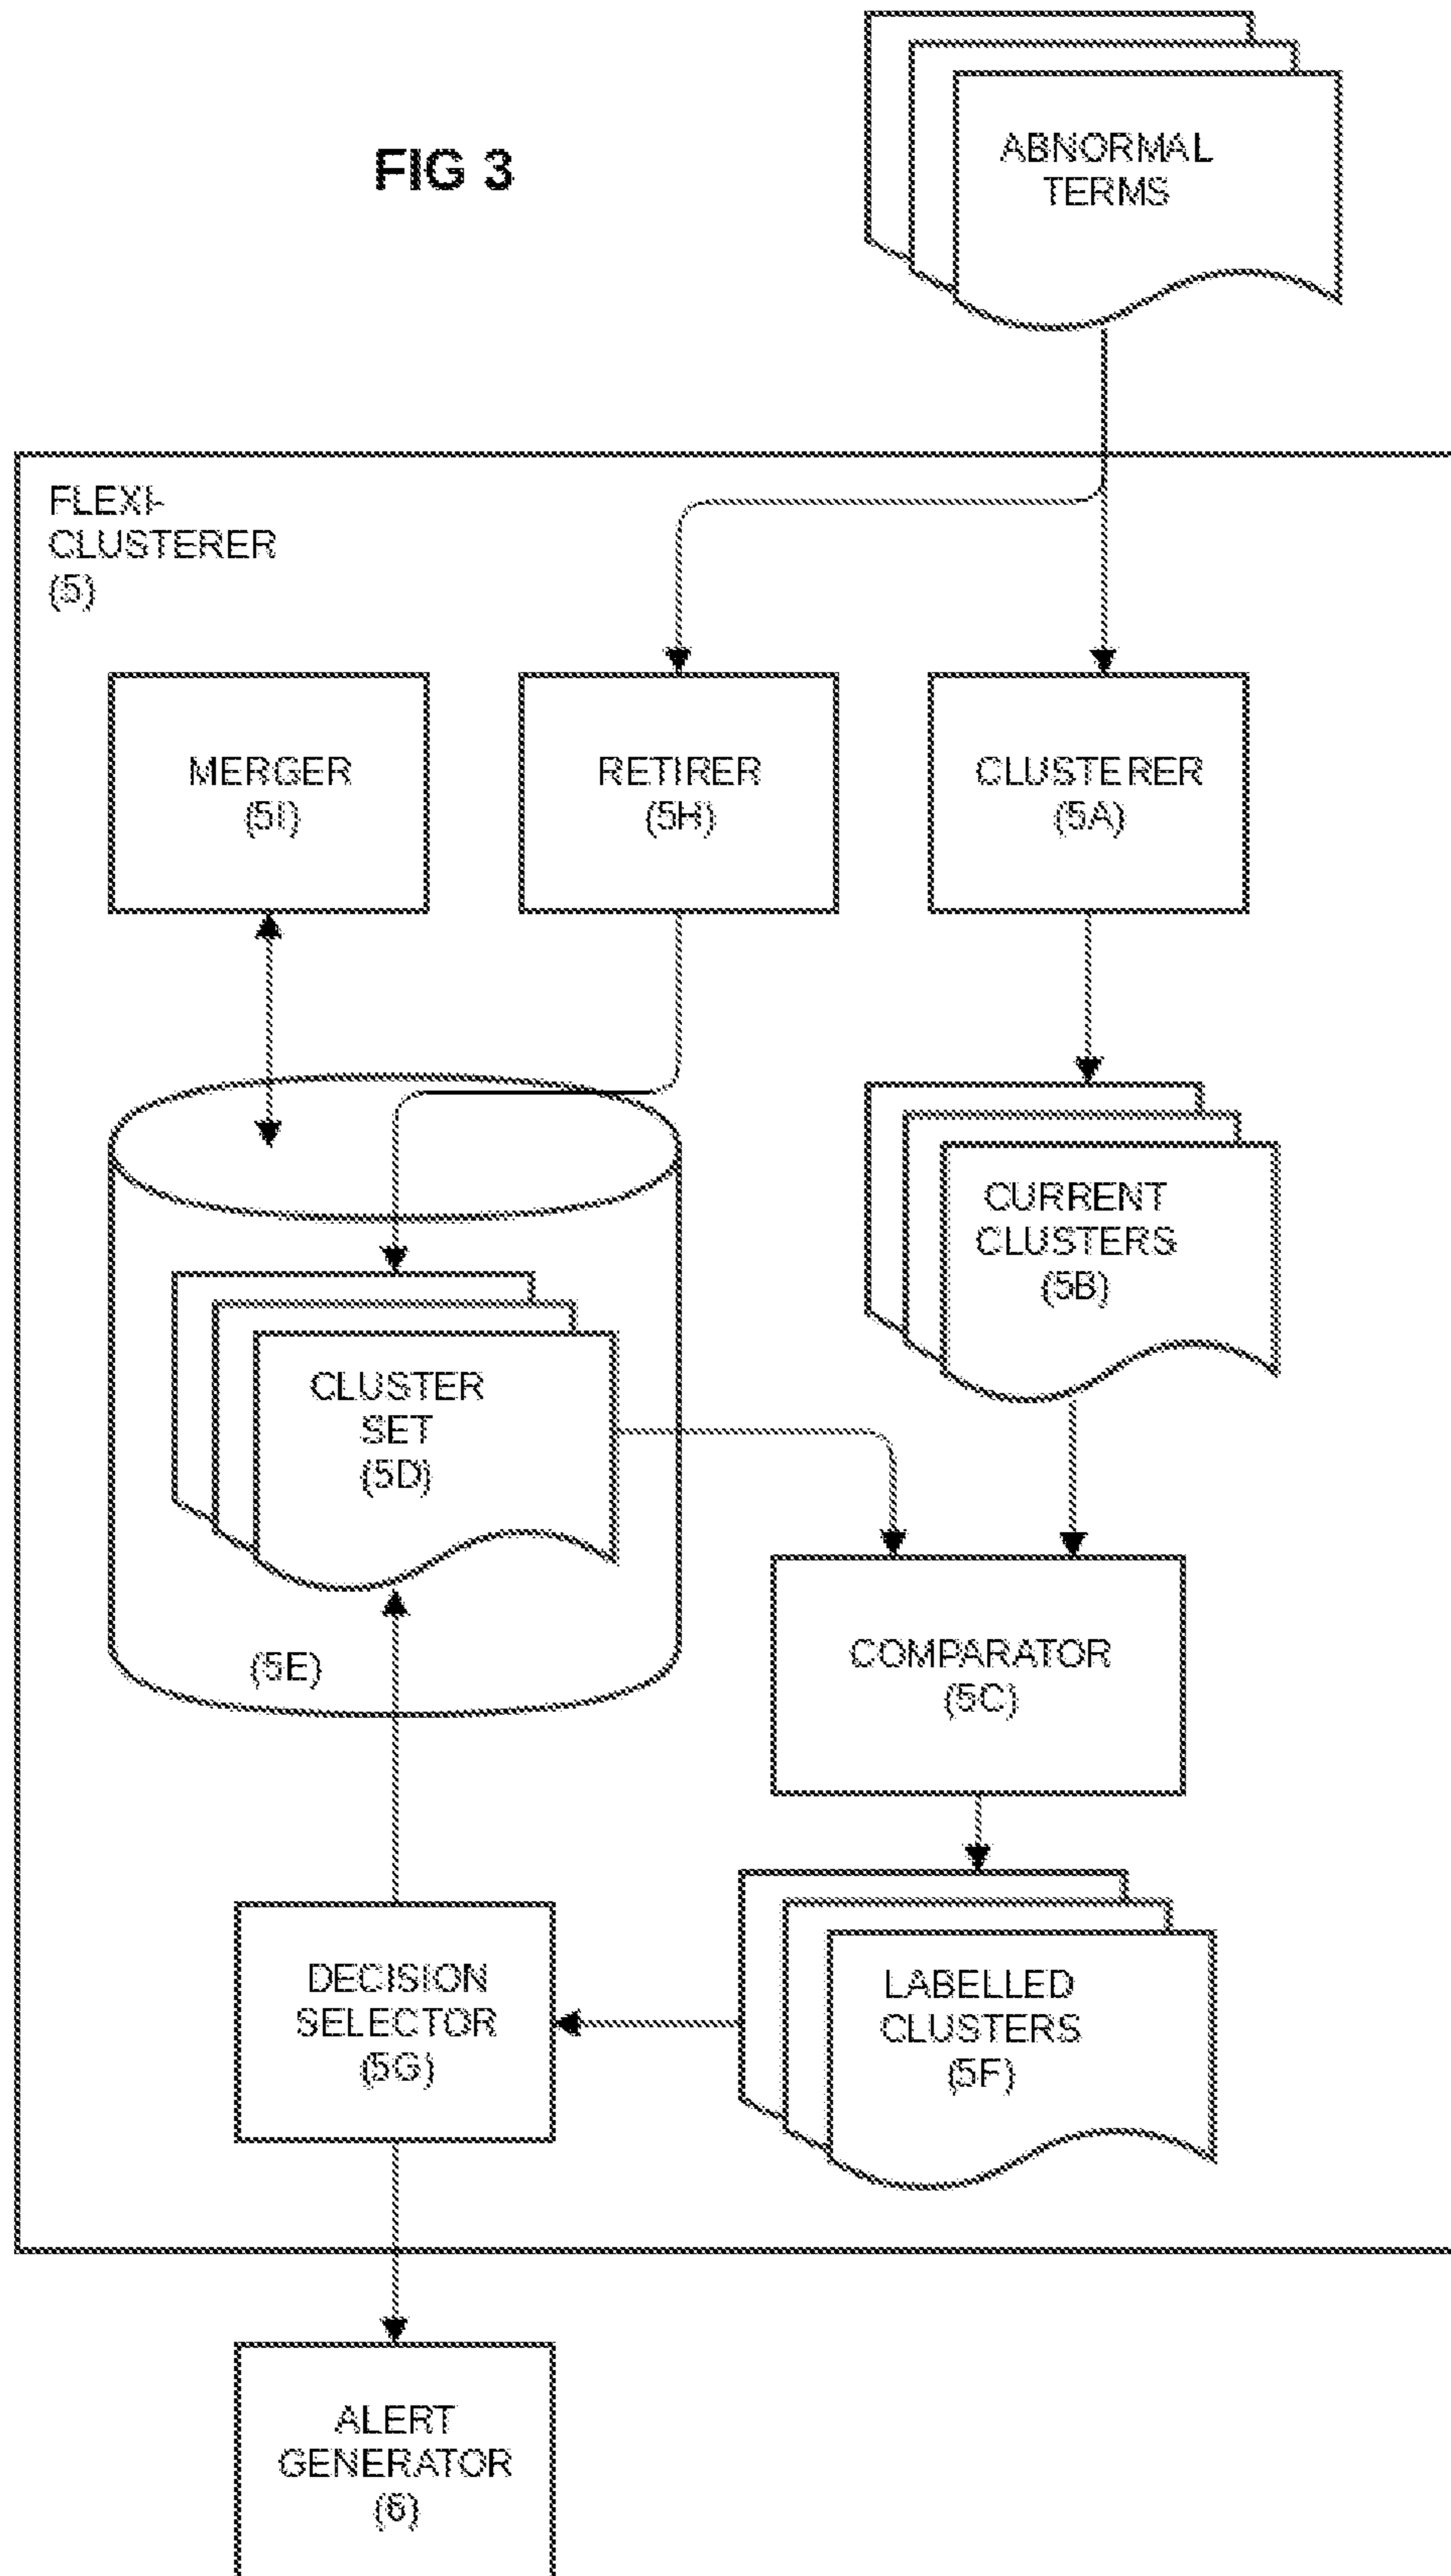 FIG 3
ABNORMAL
TERMS
FLEXI-
CLUSTERER
(5)
MERGER
(5I)
RETIRER
(5H)
CLUSTERER
(5A)
CURRENT
CLUSTERS
(5B)
CLUSTER
SET
(5D)
(5E)
COMPARATOR
(5C)
DECISION
SELECTOR
(5G)
LABELLED
CLUSTERS
(5F)
ALERT
GENERATOR
(6)